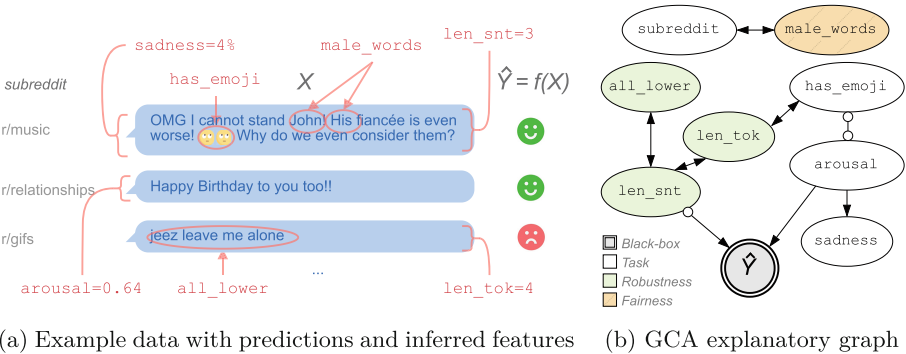 sadness=4%
male_words
len_snt=3
has_emoji
subreddit
X
Ŷ = f(X)
r/music
OMG I cannot stand John! His fiancée is even
worse! 🙄🙄 Why do we even consider them?
r/relationships
Happy Birthday to you too!!
r/gifs
jeez leave me alone
...
arousal=0.64
all_lower
len_tok=4
(a) Example data with predictions and inferred features
subreddit
male_words
all_lower
has_emoji
len_tok
arousal
len_snt
sadness
Ŷ
Black-box
Task
Robustness
Fairness
(b) GCA explanatory graph